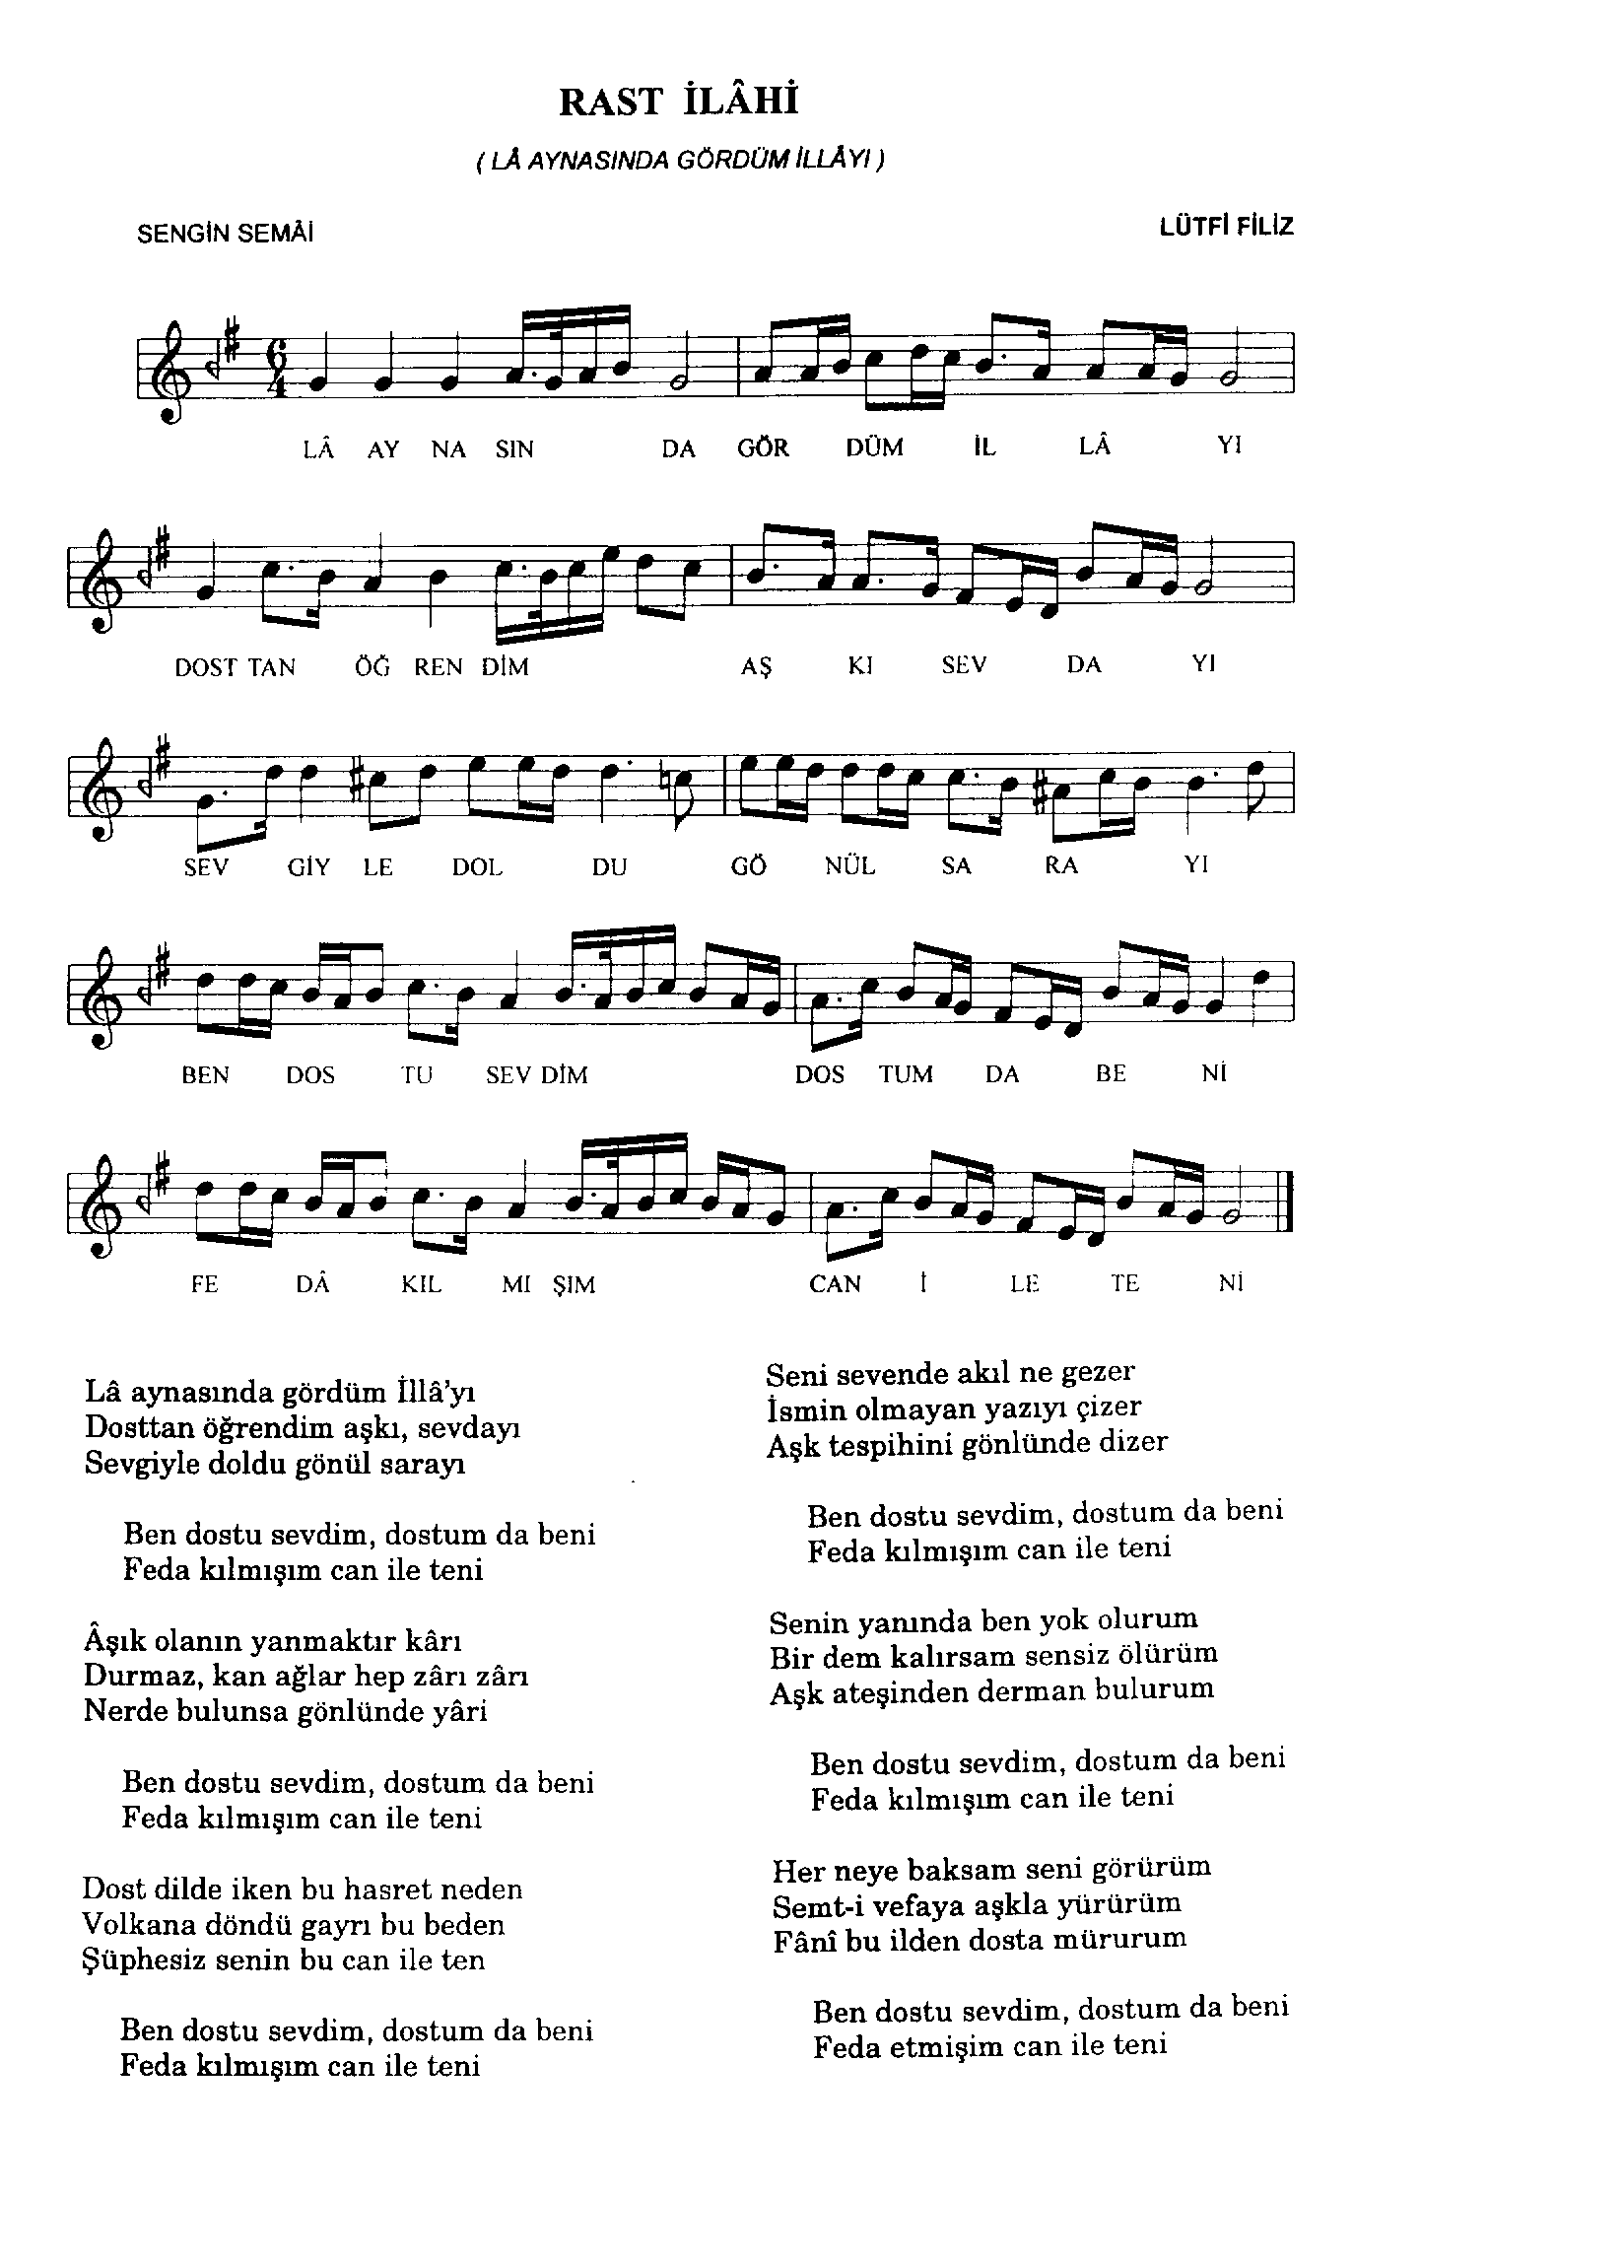 RAST İLÂHİ
( LÂ AYNASINDA GÖRDÜM İLLÂYI )
SENGİN SEMÂİ
LÜTFİ FİLİZ
6
4
LÂ AY NA SIN DA GÖR DÜM İL LÂ YI
DOST TAN ÖĞ REN DİM AŞ KI SEV DA YI
SEV GİY LE DOL DU GÖ NÜL SA RA YI
BEN DOS TU SEV DİM DOS TUM DA BE Nİ
FE DÂ KIL MI ŞIM CAN İ LE TE Nİ
Lâ aynasında gördüm İllâ’yı
Dosttan öğrendim aşkı, sevdayı
Sevgiyle doldu gönül sarayı
Ben dostu sevdim, dostum da beni
Feda kılmışım can ile teni
Âşık olanın yanmaktır kârı
Durmaz, kan ağlar hep zârı zârı
Nerde bulunsa gönlünde yâri
Ben dostu sevdim, dostum da beni
Feda kılmışım can ile teni
Dost dilde iken bu hasret neden
Volkana döndü gayrı bu beden
Şüphesiz senin bu can ile ten
Ben dostu sevdim, dostum da beni
Feda kılmışım can ile teni
Seni sevende akıl ne gezer
İsmin olmayan yazıyı çizer
Aşk tespihini gönlünde dizer
Ben dostu sevdim, dostum da beni
Feda kılmışım can ile teni
Senin yanında ben yok olurum
Bir dem kalırsam sensiz ölürüm
Aşk ateşinden derman bulurum
Ben dostu sevdim, dostum da beni
Feda kılmışım can ile teni
Her neye baksam seni görürüm
Semt-i vefaya aşkla yürürüm
Fânî bu ilden dosta mürurum
Ben dostu sevdim, dostum da beni
Feda etmişim can ile teni